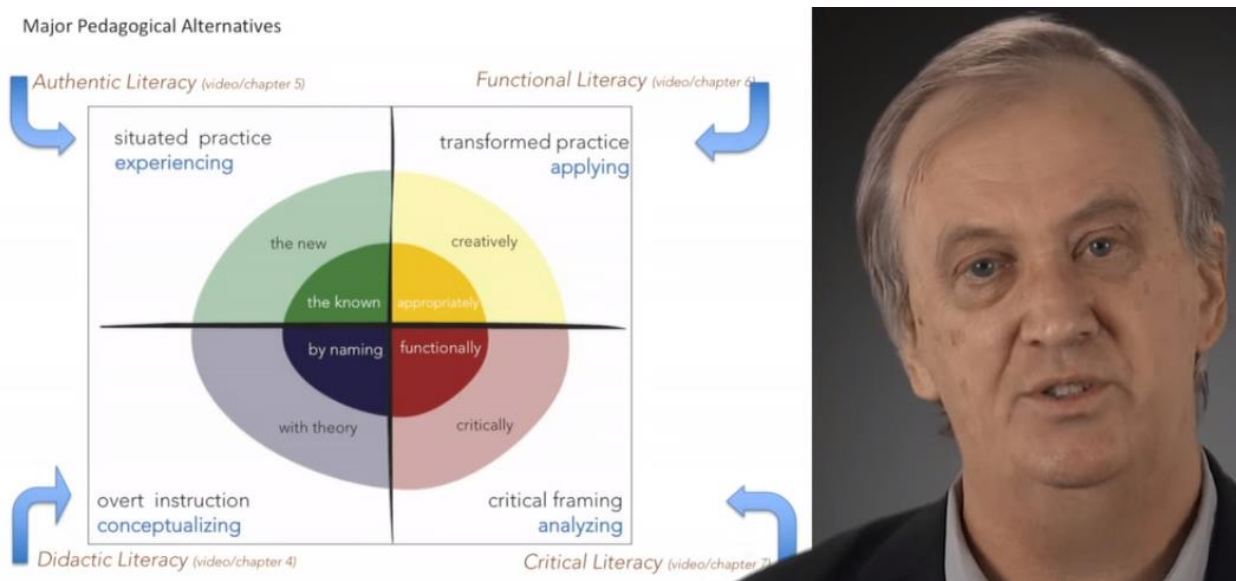 Major Pedagogical Alternatives
Authentic Literacy (video/chapter 5)
Functional Literacy (video/chapter 6)
situated practice
experiencing
transformed practice
applying
the new
creatively
the known
appropriately
by naming
functionally
with theory
critically
overt instruction
conceptualizing
critical framing
analyzing
Didactic Literacy (video/chapter 4)
Critical Literacy (video/chapter 7)